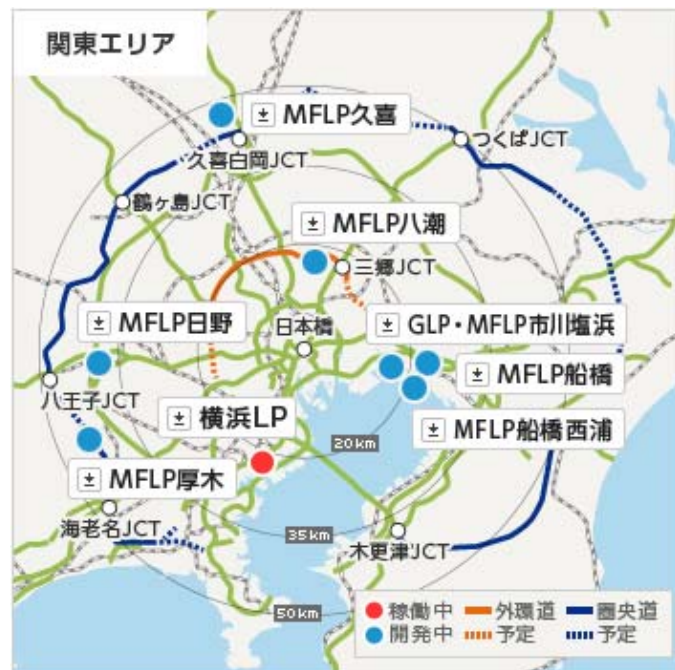 関東エリア
MFLP久喜
久喜白岡JCT
つくばJCT
鶴ヶ島JCT
MFLP八潮
三郷JCT
MFLP日野
日本橋
GLP・MFLP市川塩浜
MFLP船橋
八王子JCT
横浜LP
MFLP船橋西浦
20km
MFLP厚木
海老名JCT
35km
木更津JCT
50km
稼働中 外環道 圏央道
開発中 予定 予定